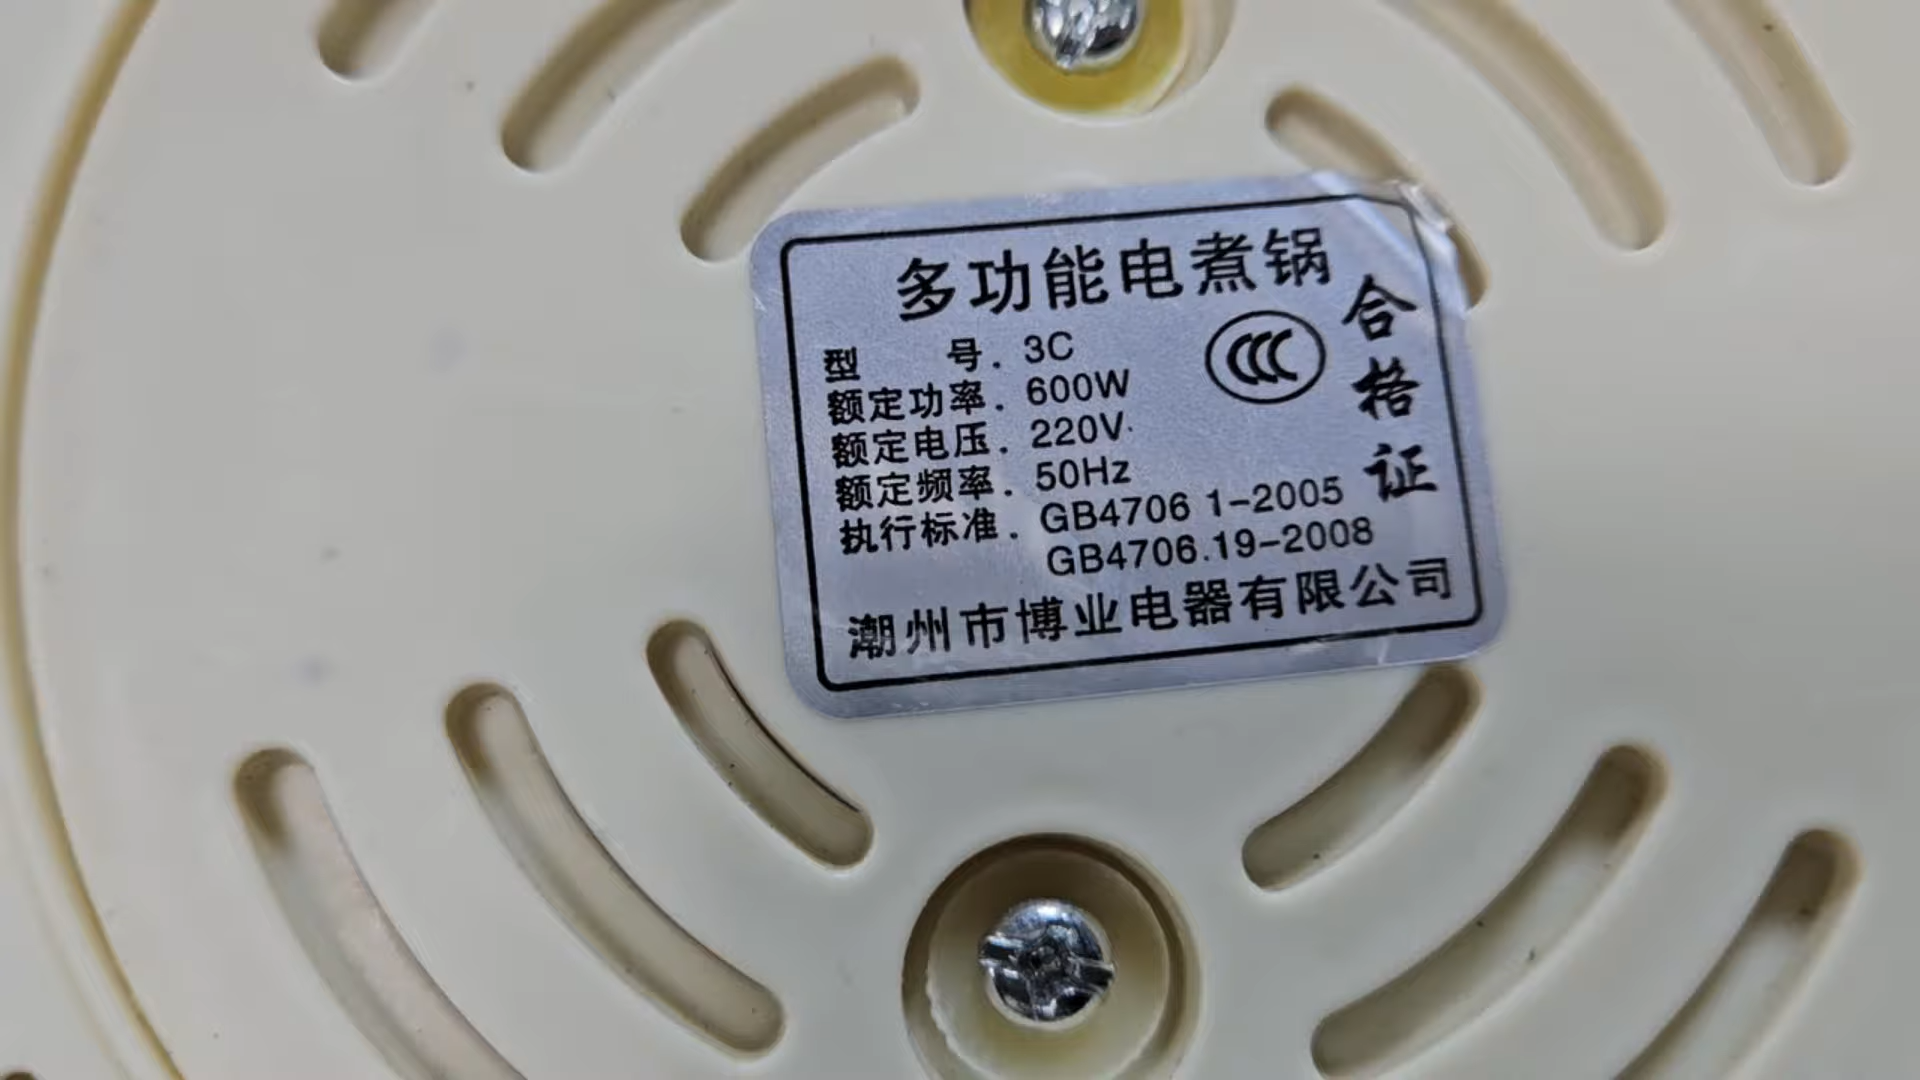 多功能电煮锅
型 号. 3C
额定功率. 600W
额定电压. 220V.
额定频率. 50Hz
执行标准. GB4706 1-2005
GB4706.19-2008
潮州市博业电器有限公司
CCC
合格证